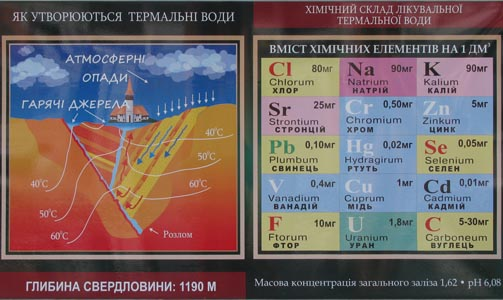 ЯК УТВОРЮЮТЬСЯ ТЕРМАЛЬНІ ВОДИ
АТМОСФЕРНІ
ОПАДИ
ГАРЯЧІ ДЖЕРЕЛА
40°C
40°C
50°C
60°C
40°C
50°C
60°C
60°C
Розлом
ГЛИБИНА СВЕРДЛОВИНИ: 1190 М
ХІМІЧНИЙ СКЛАД ЛІКУВАЛЬНОЇ
ТЕРМАЛЬНОЇ ВОДИ
ВМІСТ ХІМІЧНИХ ЕЛЕМЕНТІВ НА 1 ДМ³
Cl 80мг
Chlorum
ХЛОР
Na 90мг
Natrium
НАТРІЙ
K 90мг
Kalium
КАЛІЙ
Sr 25мг
Strontium
СТРОНЦІЙ
Cr 0,50мг
Chromium
ХРОМ
Zn 5мг
Zinkum
ЦИНК
Pb 0,10мг
Plumbum
СВИНЕЦЬ
Hg 0,02мг
Hydragirum
РТУТЬ
Se 0,05мг
Selenium
СЕЛЕН
V 0,4мг
Vanadium
ВАНАДІЙ
Cu 1мг
Cuprum
МІДЬ
Cd 0,01мг
Cadmium
КАДМІЙ
F 10мг
Ftorum
ФТОР
U 1,8мг
Uranium
УРАН
C 5-30мг
Carboneum
ВУГЛЕЦЬ
Масова концентрація загального заліза 1,62 • pH 6,08